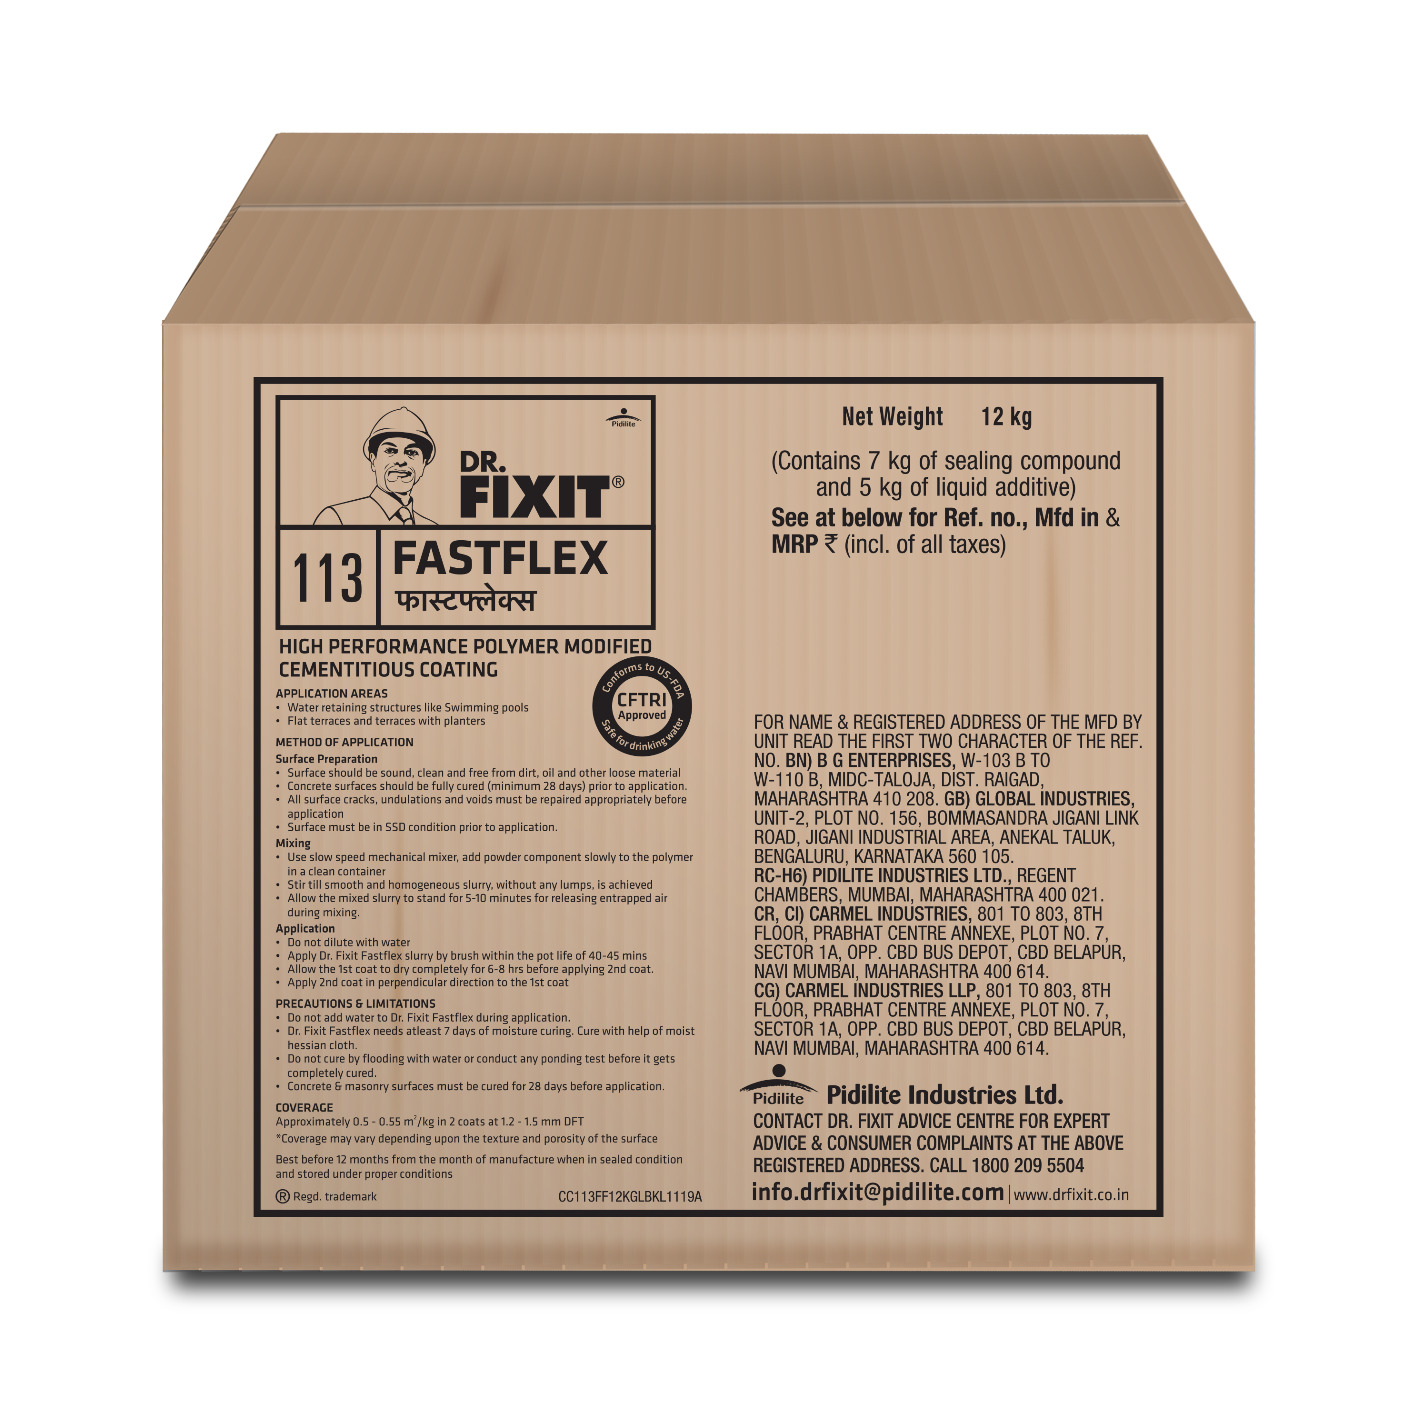 Pidilite
DR.
FIXIT®
113
FASTFLEX
फास्टफ्लेक्स
HIGH PERFORMANCE POLYMER MODIFIED
CEMENTITIOUS COATING
Conforms to US-FDA
CFTRI
Approved
Safe for drinking water
APPLICATION AREAS
• Water retaining structures like Swimming pools
• Flat terraces and terraces with planters
METHOD OF APPLICATION
Surface Preparation
• Surface should be sound, clean and free from dirt, oil and other loose material
• Concrete surfaces should be fully cured (minimum 28 days) prior to application.
• All surface cracks, undulations and voids must be repaired appropriately before
application
• Surface must be in SSD condition prior to application.
Mixing
• Use slow speed mechanical mixer, add powder component slowly to the polymer
in a clean container
• Stir till smooth and homogeneous slurry, without any lumps, is achieved
• Allow the mixed slurry to stand for 5-10 minutes for releasing entrapped air
during mixing.
Application
• Do not dilute with water
• Apply Dr. Fixit Fastflex slurry by brush within the pot life of 40-45 mins
• Allow the 1st coat to dry completely for 6-8 hrs before applying 2nd coat.
• Apply 2nd coat in perpendicular direction to the 1st coat
PRECAUTIONS & LIMITATIONS
• Do not add water to Dr. Fixit Fastflex during application.
• Dr. Fixit Fastflex needs atleast 7 days of moisture curing. Cure with help of moist
hessian cloth.
• Do not cure by flooding with water or conduct any ponding test before it gets
completely cured.
• Concrete & masonry surfaces must be cured for 28 days before application.
COVERAGE
Approximately 0.5 - 0.55 m²/kg in 2 coats at 1.2 - 1.5 mm DFT
*Coverage may vary depending upon the texture and porosity of the surface
Best before 12 months from the month of manufacture when in sealed condition
and stored under proper conditions
® Regd. trademark CC113FF12KGLBKL1119A
Net Weight 12 kg
(Contains 7 kg of sealing compound
and 5 kg of liquid additive)
See at below for Ref. no., Mfd in &
MRP ₹ (incl. of all taxes)
FOR NAME & REGISTERED ADDRESS OF THE MFD BY
UNIT READ THE FIRST TWO CHARACTER OF THE REF.
NO. BN) B G ENTERPRISES, W-103 B TO
W-110 B, MIDC-TALOJA, DIST. RAIGAD,
MAHARASHTRA 410 208. GB) GLOBAL INDUSTRIES,
UNIT-2, PLOT NO. 156, BOMMASANDRA JIGANI LINK
ROAD, JIGANI INDUSTRIAL AREA, ANEKAL TALUK,
BENGALURU, KARNATAKA 560 105.
RC-H6) PIDILITE INDUSTRIES LTD., REGENT
CHAMBERS, MUMBAI, MAHARASHTRA 400 021.
CR, CI) CARMEL INDUSTRIES, 801 TO 803, 8TH
FLOOR, PRABHAT CENTRE ANNEXE, PLOT NO. 7,
SECTOR 1A, OPP. CBD BUS DEPOT, CBD BELAPUR,
NAVI MUMBAI, MAHARASHTRA 400 614.
CG) CARMEL INDUSTRIES LLP, 801 TO 803, 8TH
FLOOR, PRABHAT CENTRE ANNEXE, PLOT NO. 7,
SECTOR 1A, OPP. CBD BUS DEPOT, CBD BELAPUR,
NAVI MUMBAI, MAHARASHTRA 400 614.
Pidilite Pidilite Industries Ltd.
CONTACT DR. FIXIT ADVICE CENTRE FOR EXPERT
ADVICE & CONSUMER COMPLAINTS AT THE ABOVE
REGISTERED ADDRESS. CALL 1800 209 5504
info.drfixit@pidilite.com | www.drfixit.co.in